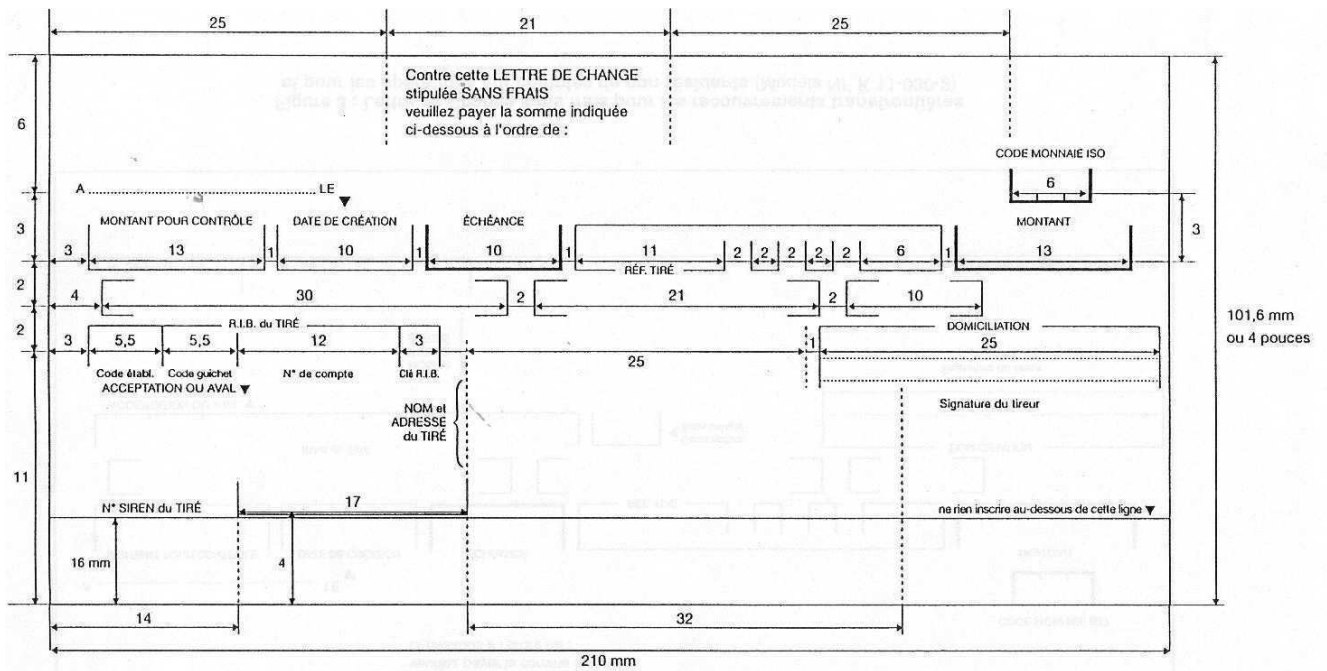 25 21 25
Contre cette LETTRE DE CHANGE
stipulée SANS FRAIS
veuillez payer la somme indiquée
ci-dessous à l'ordre de :
6
CODE MONNAIE ISO
6
A LE
MONTANT POUR CONTRÔLE DATE DE CRÉATION ÉCHÉANCE MONTANT
3
3
3 13 1 10 1 10 1 11 2 2 2 2 2 6 1 13
RÉF. TIRÉ
2
4 30 2 21 2 10
101,6 mm
ou 4 pouces
R.I.B. du TIRÉ DOMICILIATION
2
3 5,5 5,5 12 3 25 1 25
Code établ. Code guichet N° de compte Clé R.I.B.
ACCEPTATION OU AVAL
NOM et
ADRESSE
du TIRÉ
Signature du tireur
11
17
N° SIREN du TIRÉ
ne rien inscrire au-dessous de cette ligne
16 mm
4
14 32
210 mm